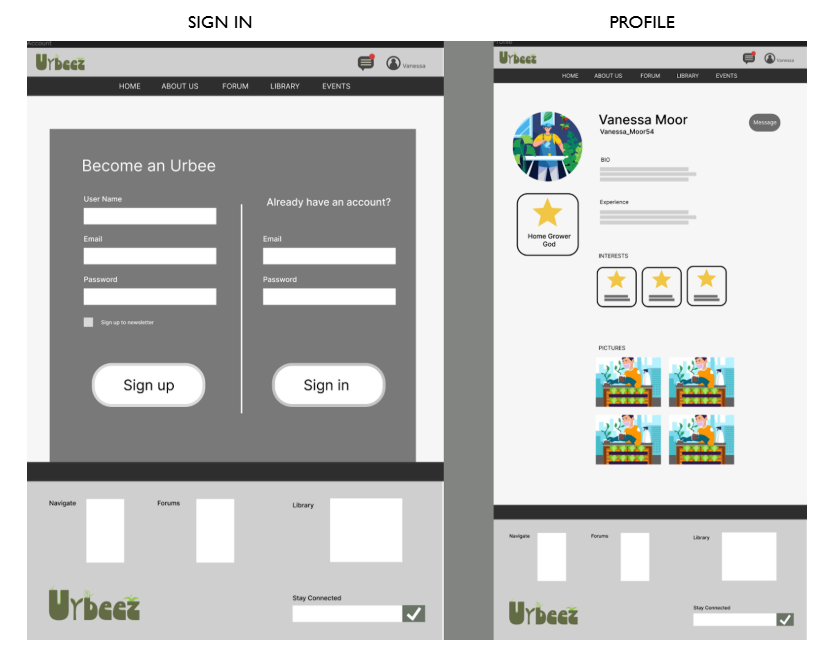 SIGN IN
Account
Urbeez
Vanessa
HOME ABOUT US FORUM LIBRARY EVENTS
Become an Urbee
User Name
Email
Password
Sign up to newsletter
Sign up
Already have an account?
Email
Password
Sign in
Navigate
Forums
Library
Urbeez
Stay Connected
PROFILE
Urbeez
Vanessa
HOME ABOUT US FORUM LIBRARY EVENTS
Vanessa Moor
Vanessa_Moor54
Message
BIO
Experience
Home Grower
God
INTERESTS
PICTURES
Navigate
Forums
Library
Urbeez
Stay Connected